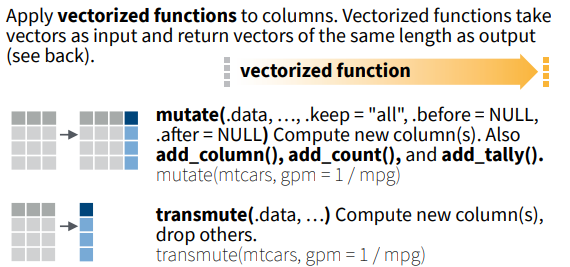 Apply vectorized functions to columns. Vectorized functions take
vectors as input and return vectors of the same length as output
(see back).
vectorized function
mutate(.data, …, .keep = "all", .before = NULL,
.after = NULL) Compute new column(s). Also
add_column(), add_count(), and add_tally().
mutate(mtcars, gpm = 1 / mpg)
transmute(.data, …) Compute new column(s),
drop others.
transmute(mtcars, gpm = 1 / mpg)